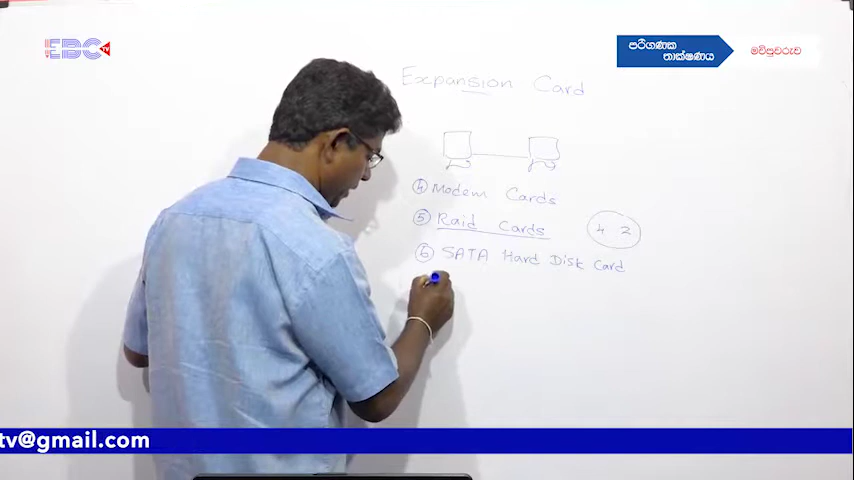 EBC TV
පරිගණක
තාක්ෂණය
මව්පුවරුව
Expansion Card
④ Modem Cards
⑤ Raid Cards
4 2
⑥ SATA Hard Disk Card
tv@gmail.com